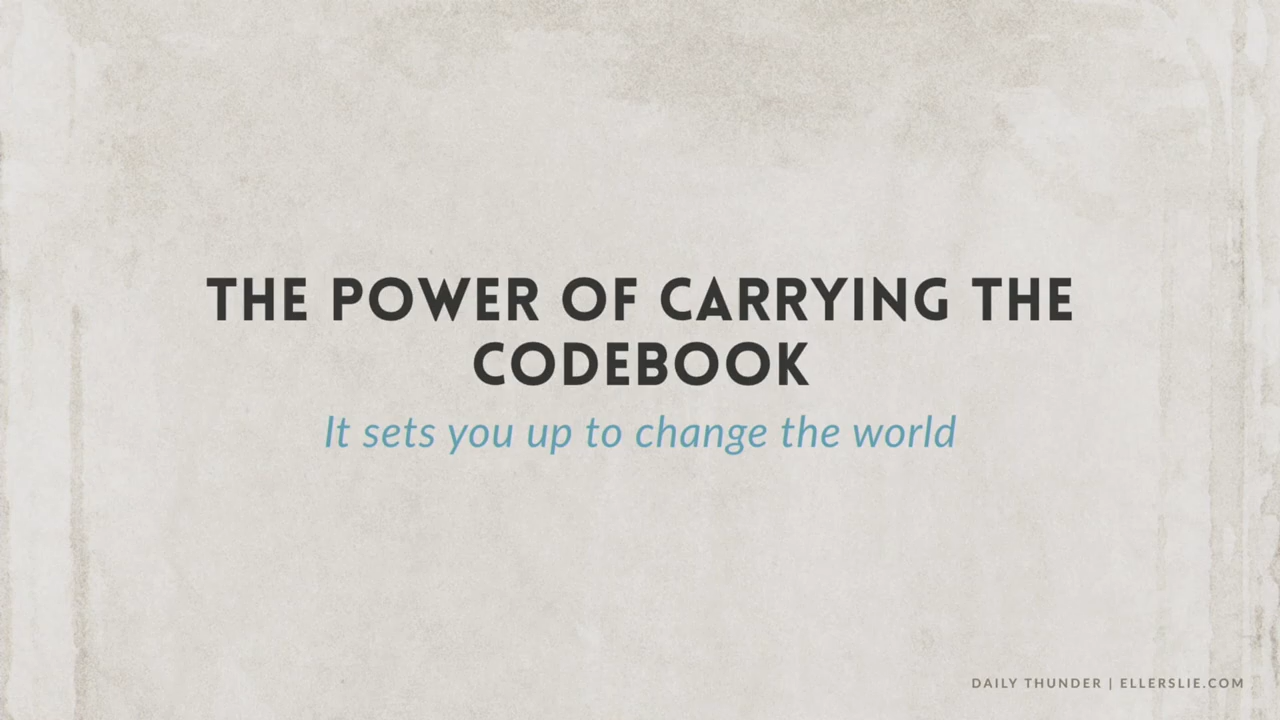 THE POWER OF CARRYING THE
CODEBOOK
It sets you up to change the world
DAILY THUNDER | ELLERSLIE.COM